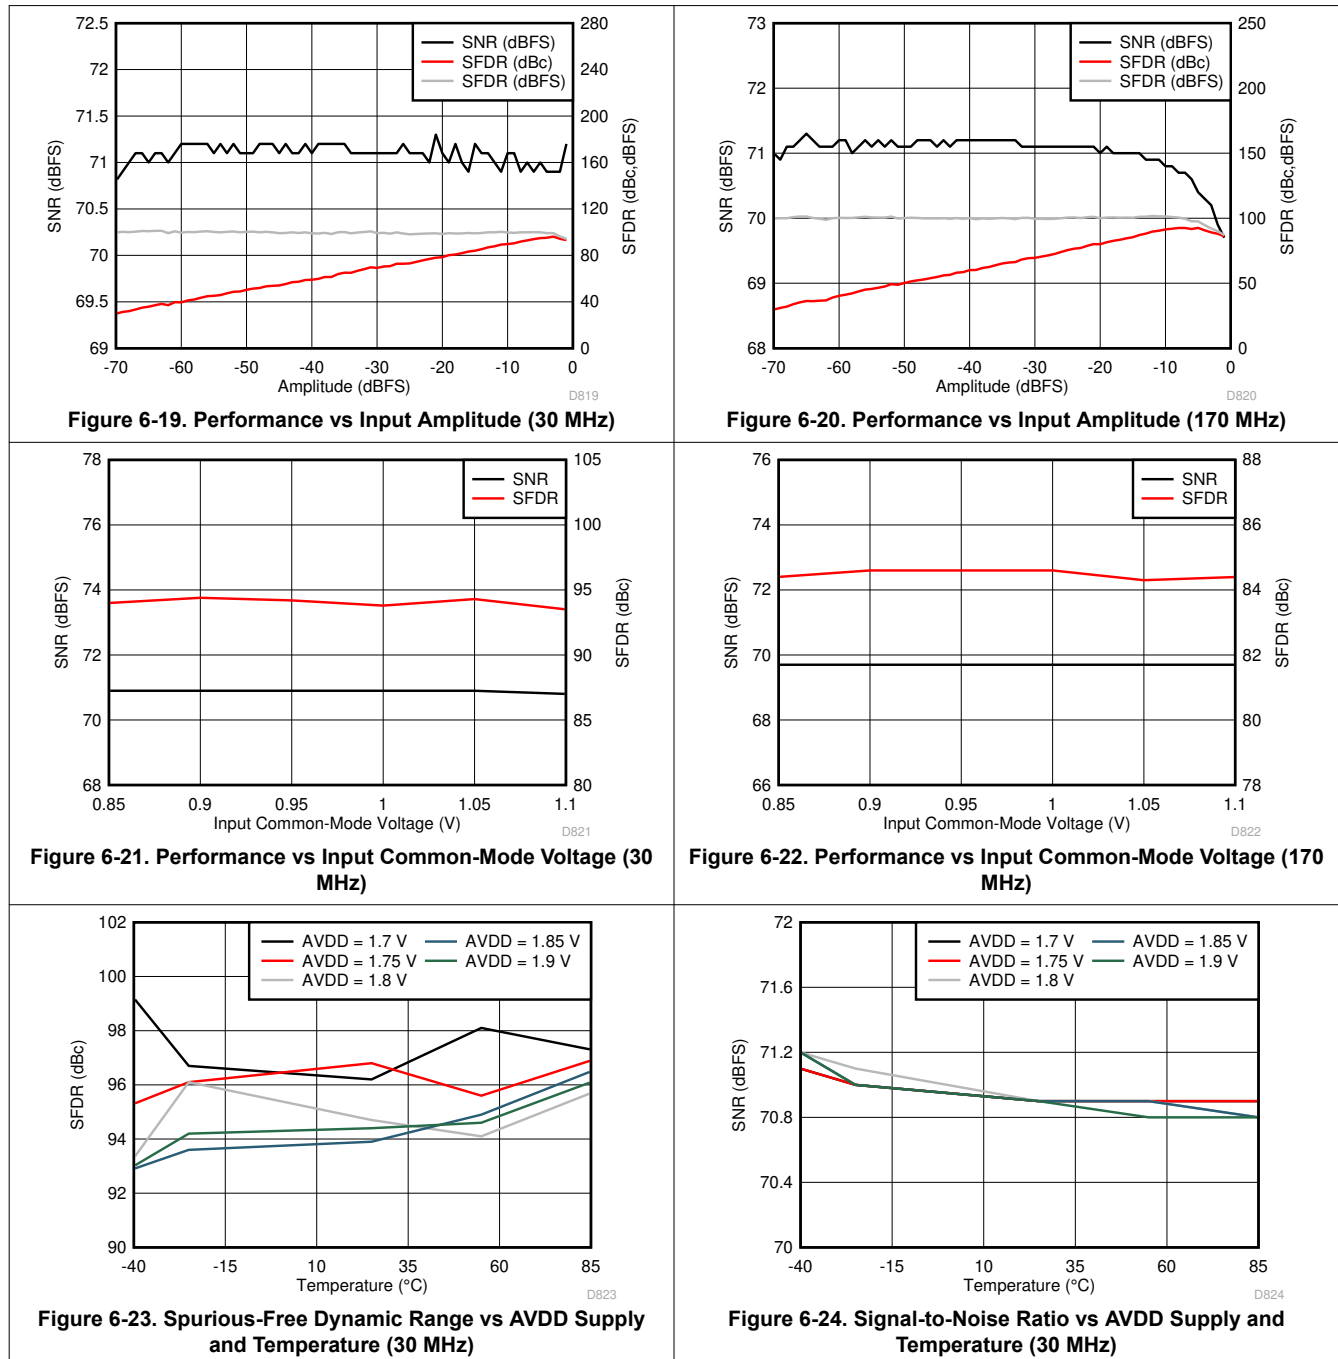 72.5
72
71.5
71
70.5
70
69.5
69
280
240
200
160
120
80
40
0
-70 -60 -50 -40 -30 -20 -10 0
SNR (dBFS)
SFDR (dBc,dBFS)
Amplitude (dBFS)
SNR (dBFS)
SFDR (dBc)
SFDR (dBFS)
D819
Figure 6-19. Performance vs Input Amplitude (30 MHz)
73
72
71
70
69
68
250
200
150
100
50
0
-70 -60 -50 -40 -30 -20 -10 0
SNR (dBFS)
SFDR (dBc,dBFS)
Amplitude (dBFS)
SNR (dBFS)
SFDR (dBc)
SFDR (dBFS)
D820
Figure 6-20. Performance vs Input Amplitude (170 MHz)
78
76
74
72
70
68
105
100
95
90
85
80
0.85 0.9 0.95 1 1.05 1.1
SNR (dBFS)
SFDR (dBc)
Input Common-Mode Voltage (V)
SNR
SFDR
D821
Figure 6-21. Performance vs Input Common-Mode Voltage (30
MHz)
76
74
72
70
68
66
88
86
84
82
80
78
0.85 0.9 0.95 1 1.05 1.1
SNR (dBFS)
SFDR (dBc)
Input Common-Mode Voltage (V)
SNR
SFDR
D822
Figure 6-22. Performance vs Input Common-Mode Voltage (170
MHz)
102
100
98
96
94
92
90
-40 -15 10 35 60 85
SFDR (dBc)
Temperature (°C)
AVDD = 1.7 V
AVDD = 1.75 V
AVDD = 1.8 V
AVDD = 1.85 V
AVDD = 1.9 V
D823
Figure 6-23. Spurious-Free Dynamic Range vs AVDD Supply
and Temperature (30 MHz)
72
71.6
71.2
70.8
70.4
70
-40 -15 10 35 60 85
SNR (dBFS)
Temperature (°C)
AVDD = 1.7 V
AVDD = 1.75 V
AVDD = 1.8 V
AVDD = 1.85 V
AVDD = 1.9 V
D824
Figure 6-24. Signal-to-Noise Ratio vs AVDD Supply and
Temperature (30 MHz)